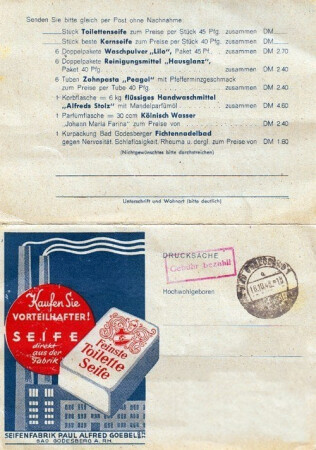 Senden Sie bitte gleich per Post ohne Nachnahme:
Stück Toilettenseife zum Preise per Stück 45 Pfg. zusammen DM
Stück beste Kernseife zum Preise per Stück 40 Pfg. zusammen DM
6 Doppelpakete Waschpulver „Lilo“, Paket 45 Pf., zusammen DM 2.70
6 Doppelpakete Reinigungsmittel „Hausglanz“,
Paket 40 Pfg. zusammen DM 2.40
6 Tuben Zahnpasta „Peagol“ mit Pfefferminzgeschmack
zum Preise per Tube 40 Pfg. zusammen DM 2.40
1 Korbflasche = 6 kg flüssiges Handwaschmittel
„Alfreds Stolz“ mit Mandelparfümöl zusammen DM 4.60
1 Parfumflasche = 30 ccm Kölnisch Wasser
„Johann Maria Farina“ zum Preise von DM 2.40
1 Kurpackung Bad Godesberger Fichtennadelbad
gegen Nervosität, Schlaflosigkeit, Rheuma u. dergl. zum Preise von DM 1.80
(Nichtgewünschtes bitte durchstreichen)
Unterschrift und Wohnort (bitte deutlich)
DRUCKSACHE
Gebühr bezahlt
Hochwohlgeboren
Kaufen Sie
VORTEILHAFTER!
SEIFE
direkt
aus der
Fabrik
Feinste
Toilette
Seife
SEIFENFABRIK PAUL ALFRED GOEBELS
BAD GODESBERG A. RH.